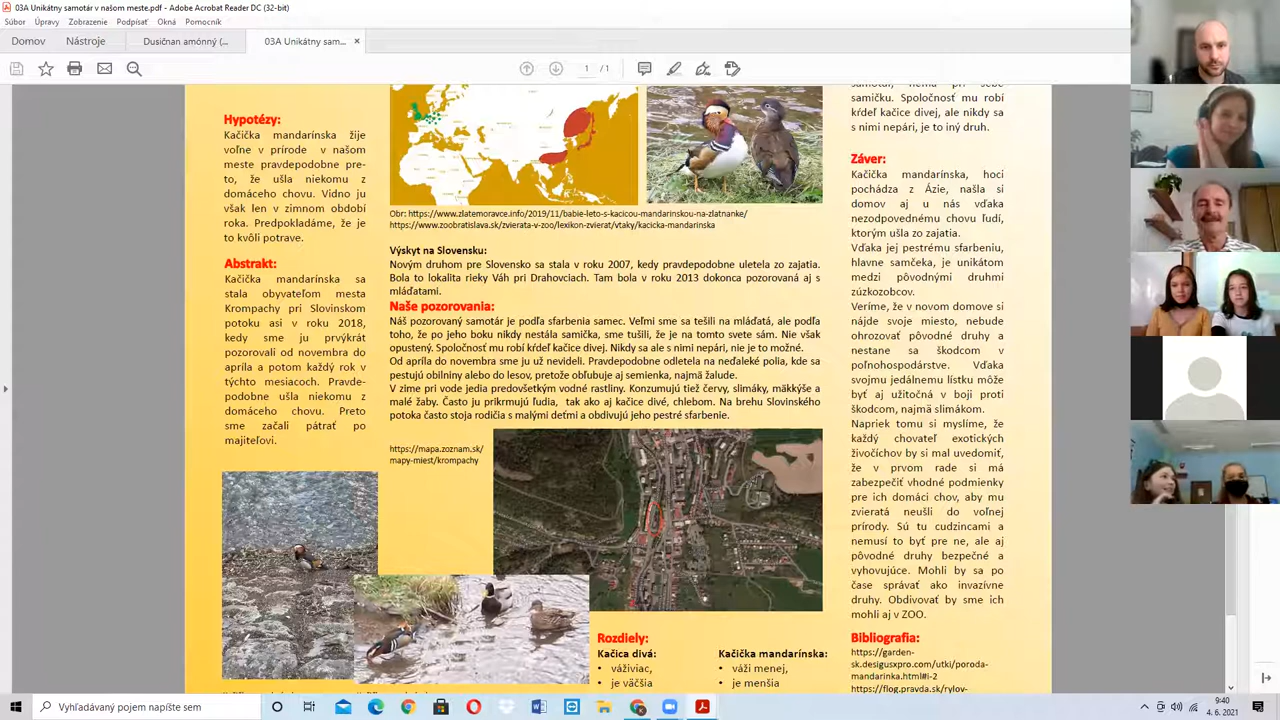 03A Unikátny samotár v našom meste.pdf - Adobe Acrobat Reader DC (32-bit)
Súbor Úpravy Zobrazenie Podpísať Okná Pomocník
Domov Nástroje Dusičnan amónný (... 03A Unikátny sam... ×
1 / 1
Hypotézy:
Kačička mandarínska žije
voľne v prírode v našom
meste pravdepodobne pre-
to, že ušla niekomu z
domáceho chovu. Vidno ju
však len v zimnom období
roka. Predpokladáme, že je
to kvôli potrave.
Abstrakt:
Kačička mandarínska sa
stala obyvateľom mesta
Krompachy pri Slovinskom
potoku asi v roku 2018,
kedy sme ju prvýkrát
pozorovali od novembra do
apríla a potom každý rok v
týchto mesiacoch. Pravde-
podobne ušla niekomu z
domáceho chovu. Preto
sme začali pátrať po
majiteľovi.
Obr: https://www.zlatemoravce.info/2019/11/babie-leto-s-kacicou-mandarinskou-na-zlatnanke/
https://www.zoobratislava.sk/zvierata-v-zoo/lexikon-zvierat/vtaky/kacicka-mandarinska
Výskyt na Slovensku:
Novým druhom pre Slovensko sa stala v roku 2007, kedy pravdepodobne uletela zo zajatia.
Bola to lokalita rieky Váh pri Drahovciach. Tam bola v roku 2013 dokonca pozorovaná aj s
mláďatami.
Naše pozorovania:
Náš pozorovaný samotár je podľa sfarbenia samec. Veľmi sme sa tešili na mláďatá, ale podľa
toho, že po jeho boku nikdy nestála samička, sme tušili, že je na tomto svete sám. Nie však
opustený. Spoločnosť mu robí kŕdeľ kačice divej. Nikdy sa ale s nimi nepári, nie je to možné.
Od apríla do novembra sme ju už nevideli. Pravdepodobne odletela na neďaleké polia, kde sa
pestujú obilniny alebo do lesov, pretože obľubuje aj semienka, najmä žalude.
V zime pri vode jedia predovšetkým vodné rastliny. Konzumujú tiež červy, slimáky, mäkkýše a
malé žaby. Často ju prikrmujú ľudia, tak ako aj kačice divé, chlebom. Na brehu Slovinského
potoka často stoja rodičia s malými deťmi a obdivujú jeho pestré sfarbenie.
https://mapa.zoznam.sk/
mapy-miest/krompachy
Rozdiely:
Kačica divá:
• váživiac,
• je väčšia
Kačička mandarínska:
• váži menej,
• je menšia
samičku. Spoločnosť mu robí
kŕdeľ kačice divej, ale nikdy sa
s nimi nepári, je to iný druh.
Záver:
Kačička mandarínska, hoci
pochádza z Ázie, našla si
domov aj u nás vďaka
nezodpovednému chovu ľudí,
ktorým ušla zo zajatia.
Vďaka jej pestrému sfarbeniu,
hlavne samčeka, je unikátom
medzi pôvodnými druhmi
zúzkozobcov.
Veríme, že v novom domove si
nájde svoje miesto, nebude
ohrozovať pôvodné druhy a
nestane sa škodcom v
poľnohospodárstve. Vďaka
svojmu jedálnemu lístku môže
byť aj užitočná v boji proti
škodcom, najmä slimákom.
Napriek tomu si myslíme, že
každý chovateľ exotických
živočíchov by si mal uvedomiť,
že v prvom rade si má
zabezpečiť vhodné podmienky
pre ich domáci chov, aby mu
zvieratá neušli do voľnej
prírody. Sú tu cudzincami a
nemusí to byť pre ne, ale aj
pôvodné druhy bezpečné a
vyhovujúce. Mohli by sa po
čase správať ako invazívne
druhy. Obdivovať by sme ich
mohli aj v ZOO.
Bibliografia:
https://garden-
sk.desigusxpro.com/utki/poroda-
mandarinka.html#i-2
https://flog.pravda.sk/rylov-
Vyhľadávaný pojem napíšte sem
9:40
4. 6. 2021